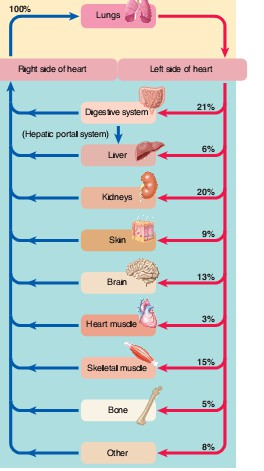 100%
Lungs
Right side of heart
Left side of heart
Digestive system
21%
(Hepatic portal system)
Liver
6%
Kidneys
20%
Skin
9%
Brain
13%
Heart muscle
3%
Skeletal muscle
15%
Bone
5%
Other
8%